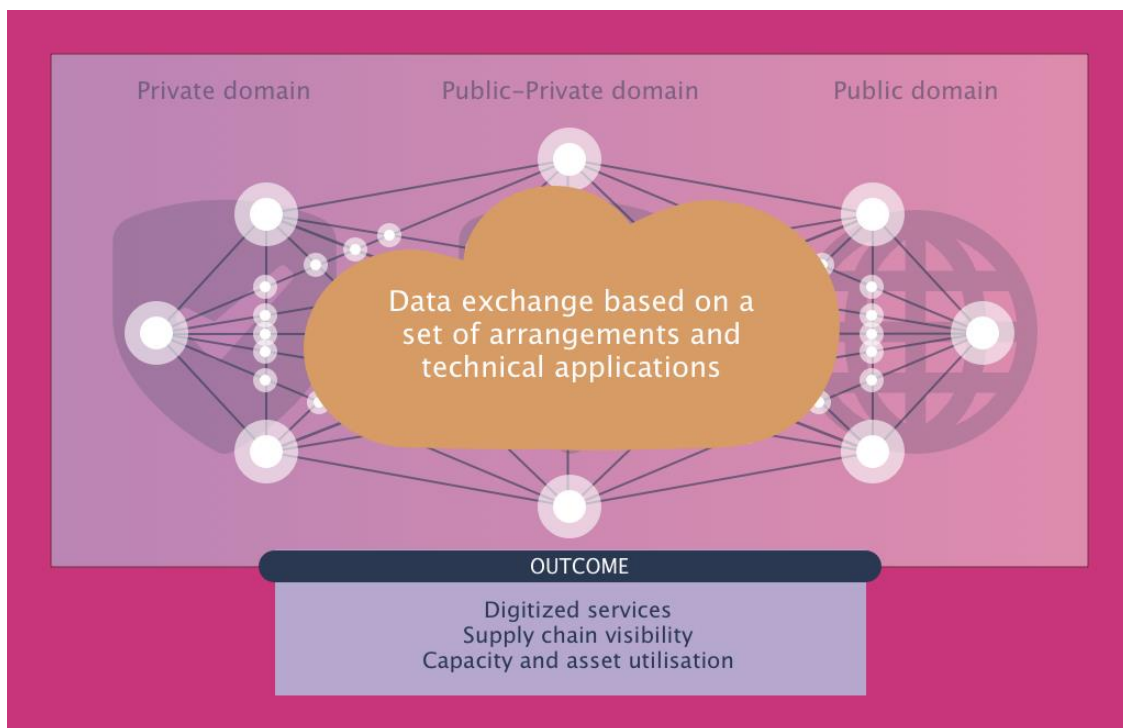 Private domain
Public-Private domain
Public domain
Data exchange based on a
set of arrangements and
technical applications
OUTCOME
Digitized services
Supply chain visibility
Capacity and asset utilisation